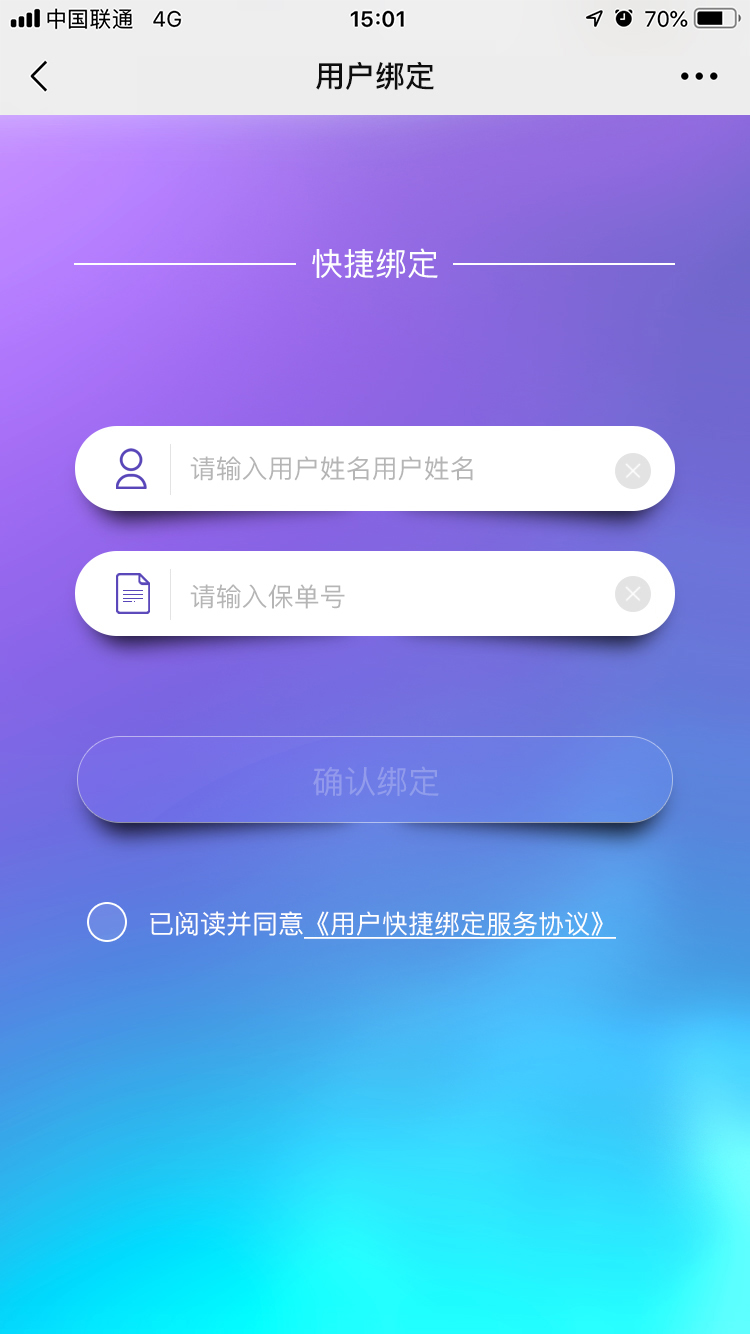 中国联通 4G 15:01 70%
用户绑定
快捷绑定
请输入用户姓名用户姓名
请输入保单号
确认绑定
已阅读并同意《用户快捷绑定服务协议》